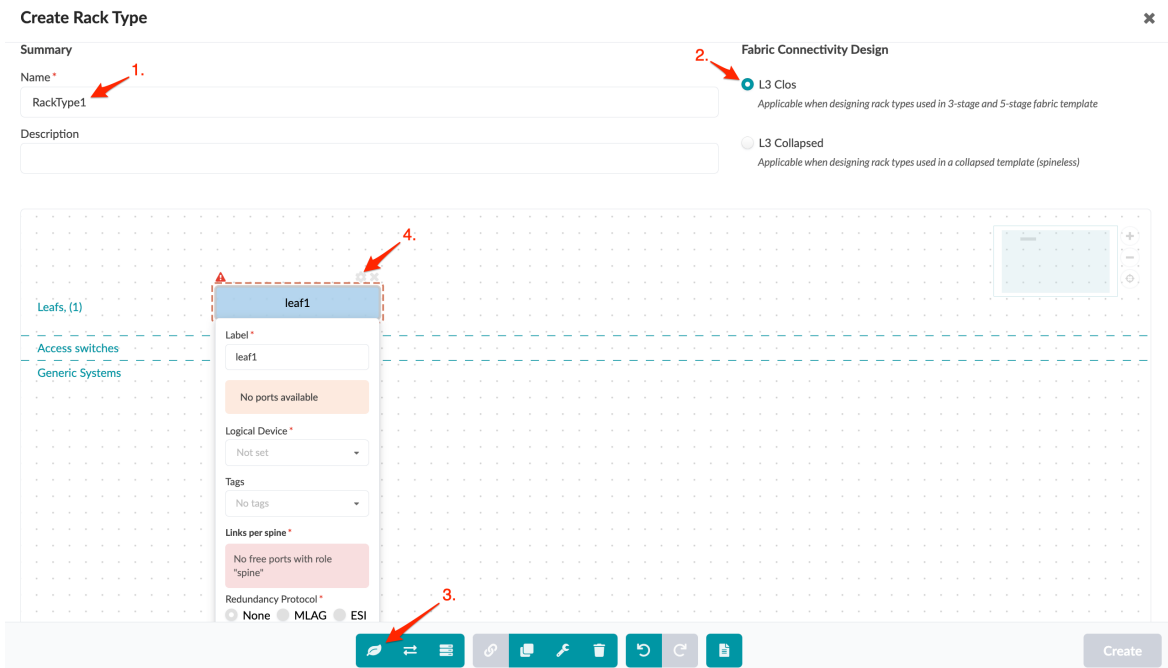 Create Rack Type
Summary
Name*
1.
RackType1
Description
Fabric Connectivity Design
2.
L3 Clos
Applicable when designing rack types used in 3-stage and 5-stage fabric template
L3 Collapsed
Applicable when designing rack types used in a collapsed template (spineless)
4.
Leafs, (1)
leaf1
Access switches
Generic Systems
Label*
leaf1
No ports available
Logical Device*
Not set
Tags
No tags
Links per spine*
No free ports with role
"spine"
Redundancy Protocol*
None MLAG ESI
3.
Create